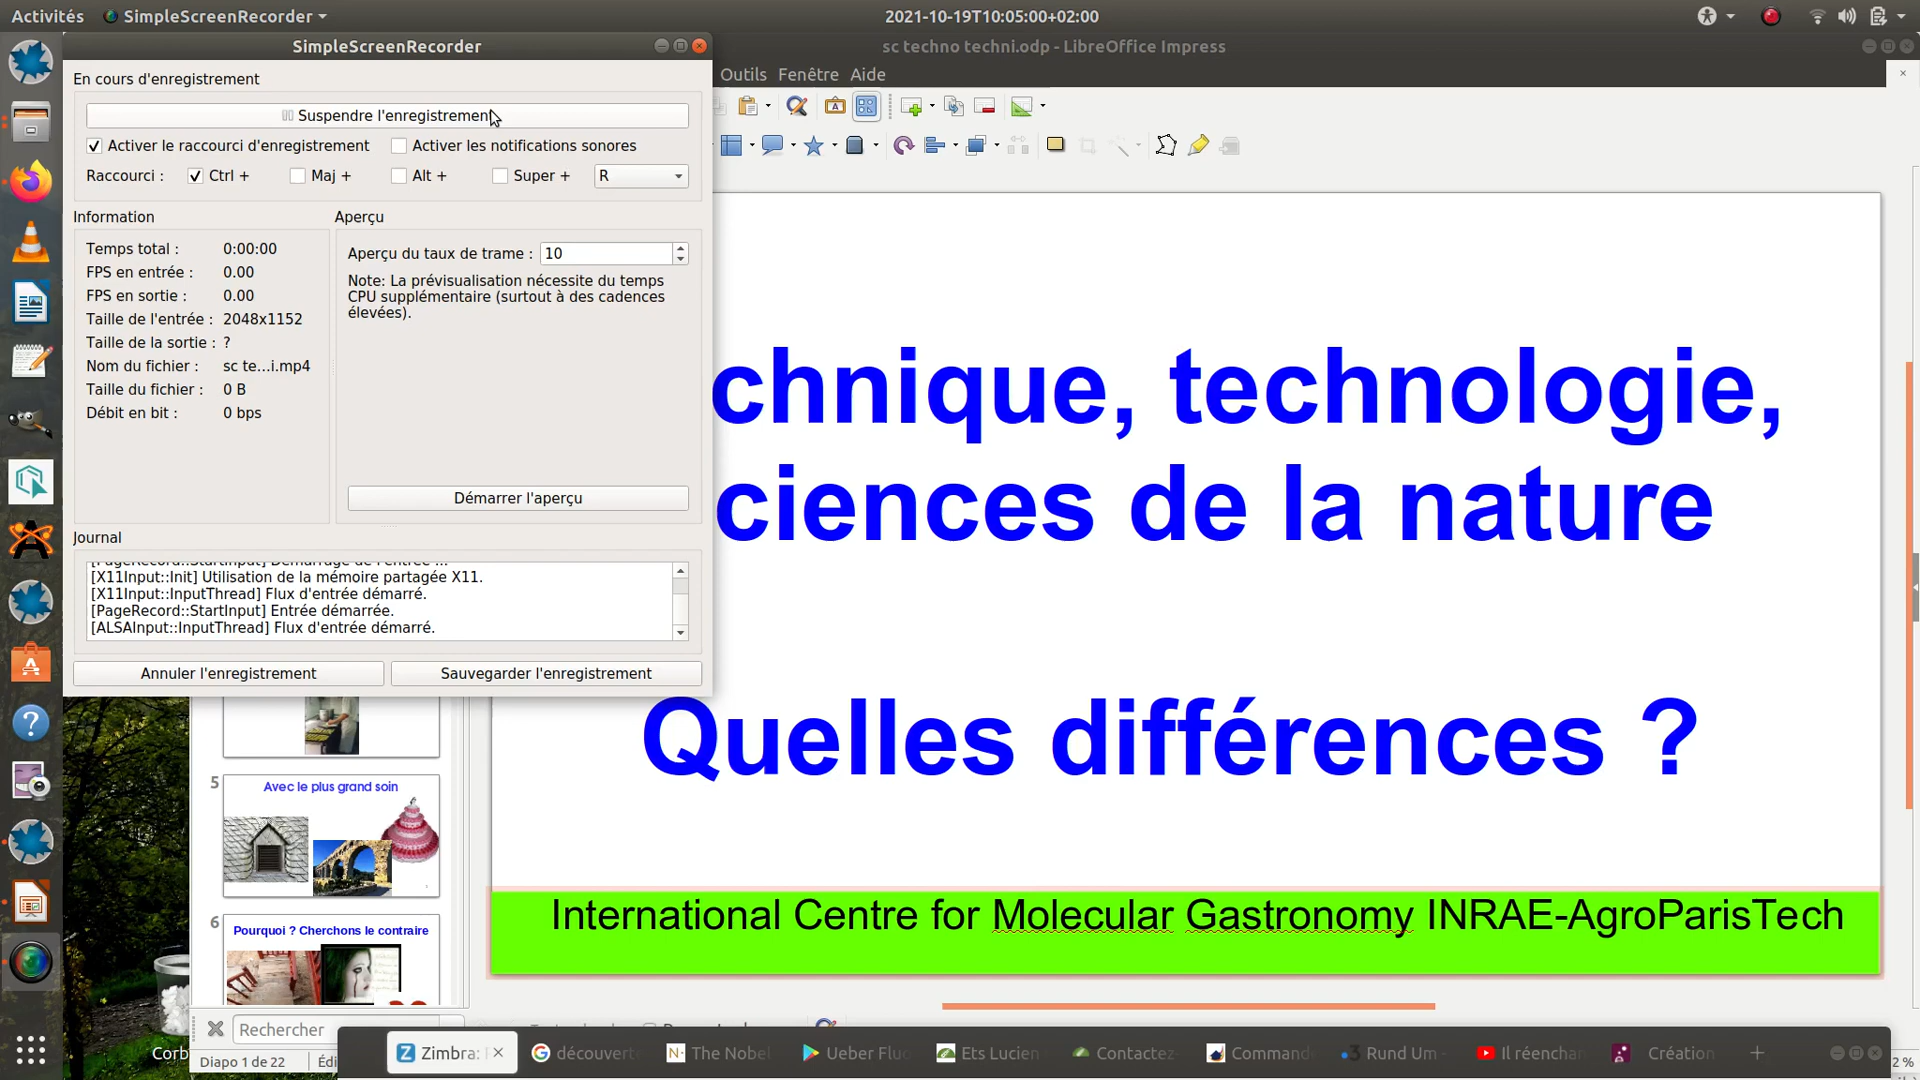 Activités
SimpleScreenRecorder
2021-10-19T10:05:00+02:00
SimpleScreenRecorder
sc techno techni.odp - LibreOffice Impress
En cours d'enregistrement
Outils Fenêtre Aide
Suspendre l'enregistrement
Activer le raccourci d'enregistrement
Activer les notifications sonores
Raccourci :
Ctrl +
Maj +
Alt +
Super +
R
Information
Temps total : 0:00:00
FPS en entrée : 0.00
FPS en sortie : 0.00
Taille de l'entrée : 2048x1152
Taille de la sortie : ?
Nom du fichier : sc te...i.mp4
Taille du fichier : 0 B
Débit en bit : 0 bps
Aperçu
Aperçu du taux de trame : 10
Note: La prévisualisation nécessite du temps
CPU supplémentaire (surtout à des cadences
élevées).
Démarrer l'aperçu
Journal
[PageRecord::StartInput] Démarrage de l'entrée ...
[X11Input::Init] Utilisation de la mémoire partagée X11.
[X11Input::InputThread] Flux d'entrée démarré.
[PageRecord::StartInput] Entrée démarrée.
[ALSAInput::InputThread] Flux d'entrée démarré.
Annuler l'enregistrement
Sauvegarder l'enregistrement
chnique, technologie,
ciences de la nature
Quelles différences ?
International Centre for Molecular Gastronomy INRAE-AgroParisTech
5
Avec le plus grand soin
6
Pourquoi ? Cherchons le contraire
Rechercher
Corb
Diapo 1 de 22
Zimbra:
découvert
The Nobel
Ueber Flu
Ets Lucien
Contactez
Command
Rund Um -
Il réenchan
Création
2 %